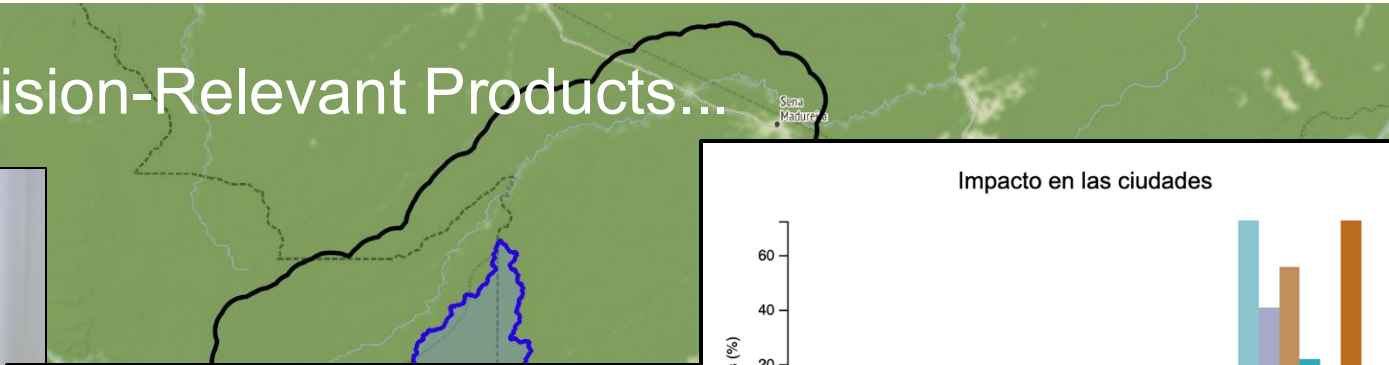 ision-Relevant Products...
Sena
Madureira
Impacto en las ciudades
60
40
20
(%)